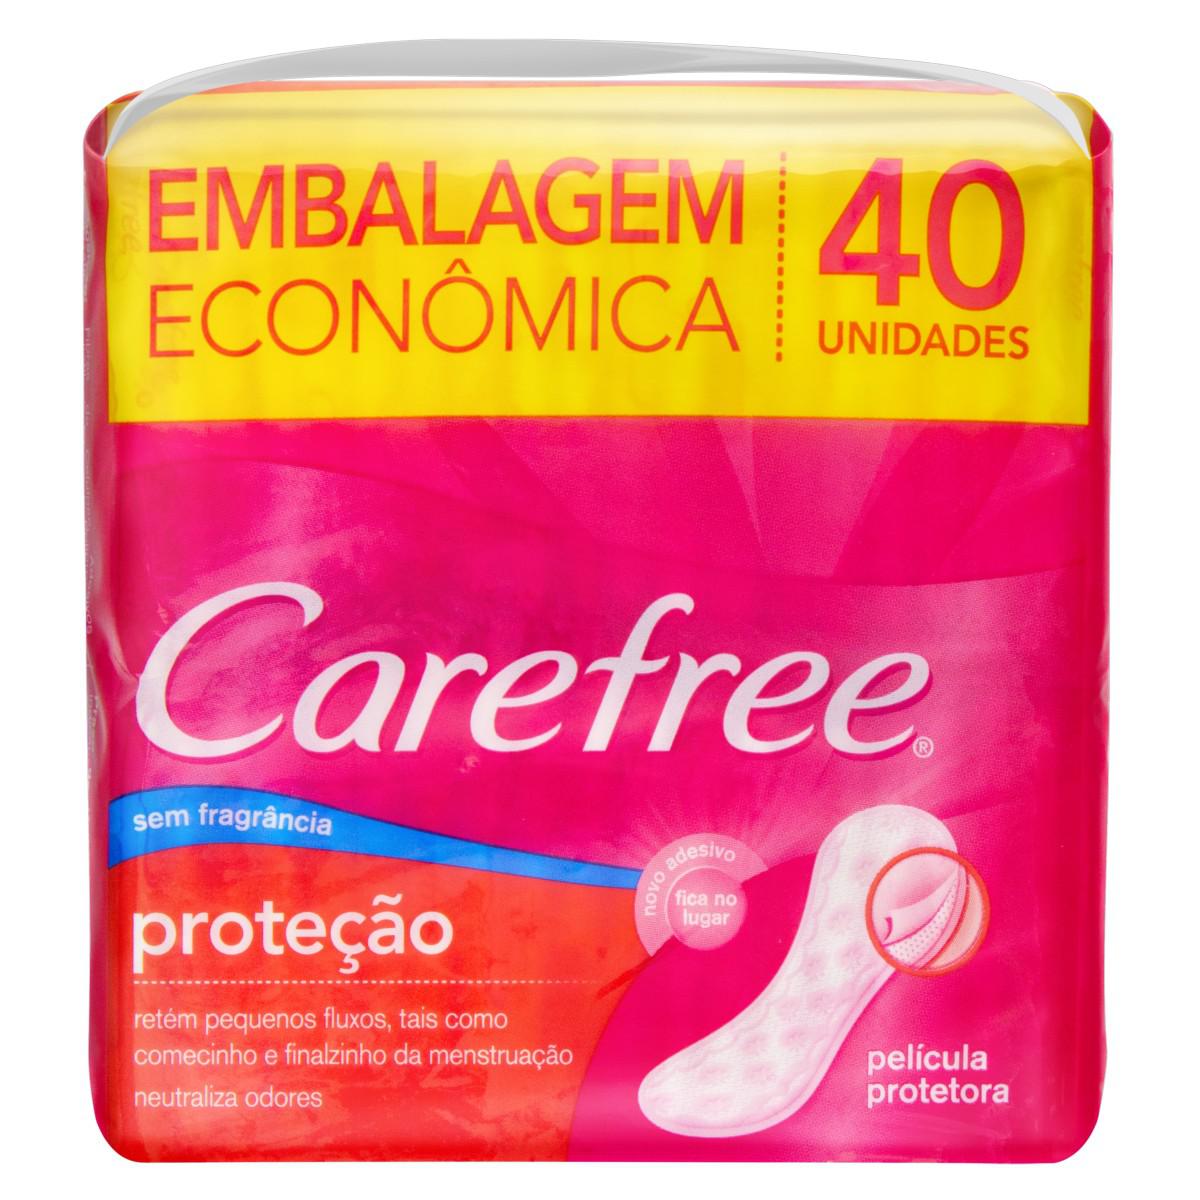 EMBALAGEM
ECONÔMICA
40
UNIDADES
Carefree®
sem fragrância
proteção
retém pequenos fluxos, tais como
comecinho e finalzinho da menstruação
neutraliza odores
novo adesivo
fica no
lugar
película
protetora